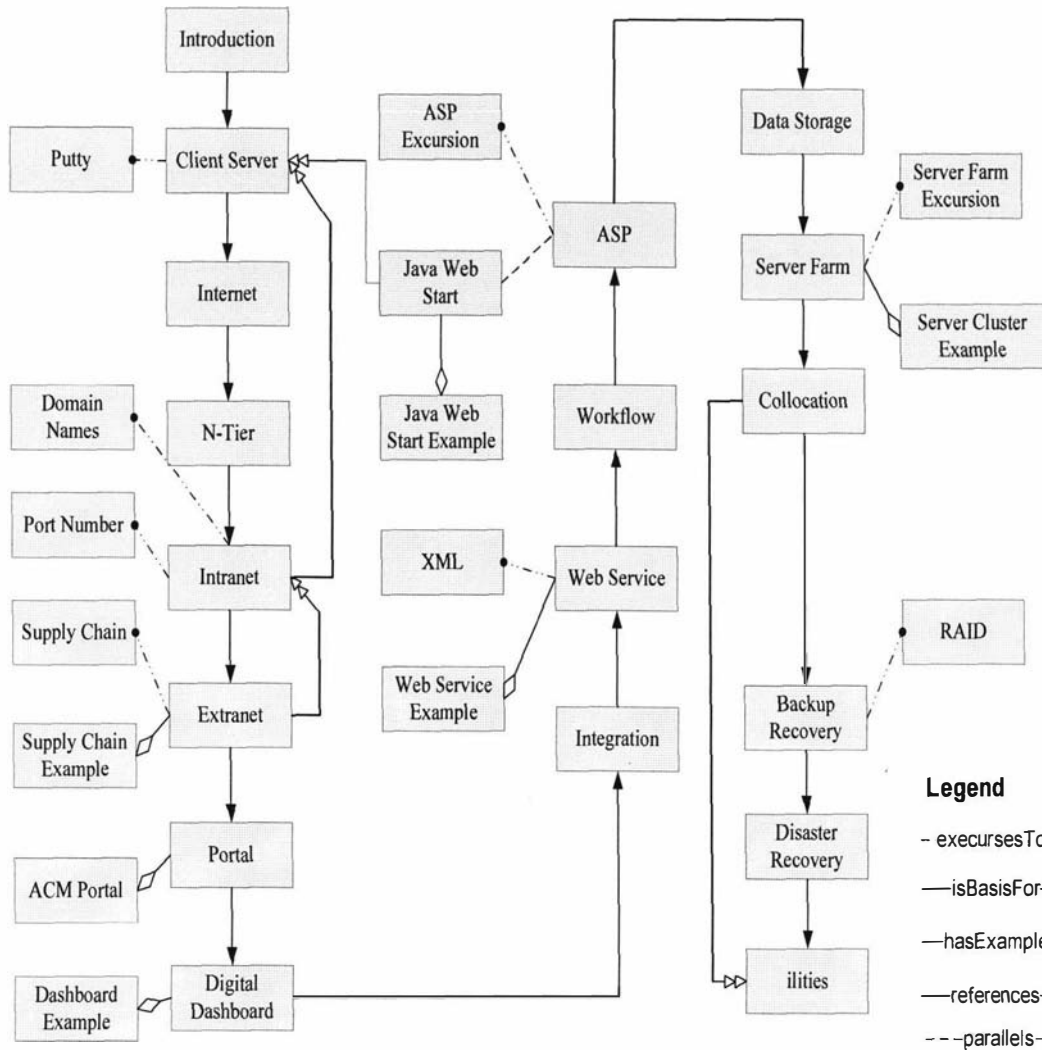 Introduction
Putty
Client Server
Internet
Domain
Names
N-Tier
Port Number
Intranet
Supply Chain
Extranet
Supply Chain
Example
Portal
ACM Portal
Dashboard
Example
Digital
Dashboard
ASP
Excursion
Java Web
Start
Java Web
Start Example
XML
Web Service
Example
ASP
Workflow
Web Service
Integration
Data Storage
Server Farm
Excursion
Server Farm
Server Cluster
Example
Collocation
RAID
Backup
Recovery
Disaster
Recovery
ilities
Legend
execursesTo
isBasisFor
hasExample
references
parallels